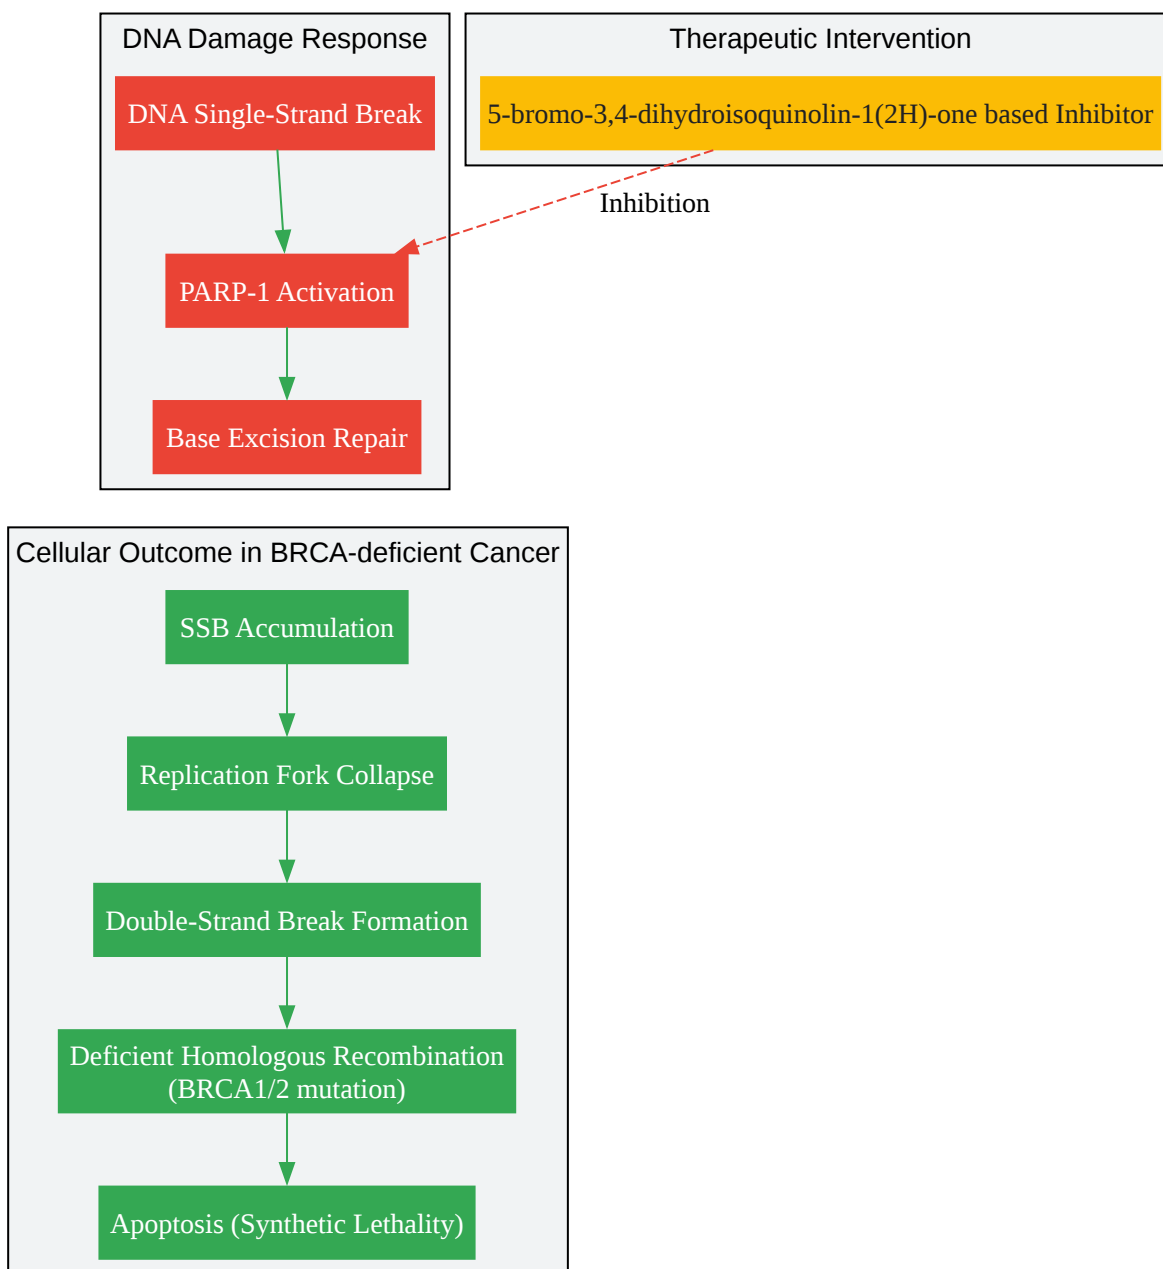 DNA Damage Response
DNA Single-Strand Break
PARP-1 Activation
Base Excision Repair
Therapeutic Intervention
5-bromo-3,4-dihydroisoquinolin-1(2H)-one based Inhibitor
Inhibition
Cellular Outcome in BRCA-deficient Cancer
SSB Accumulation
Replication Fork Collapse
Double-Strand Break Formation
Deficient Homologous Recombination
(BRCA1/2 mutation)
Apoptosis (Synthetic Lethality)